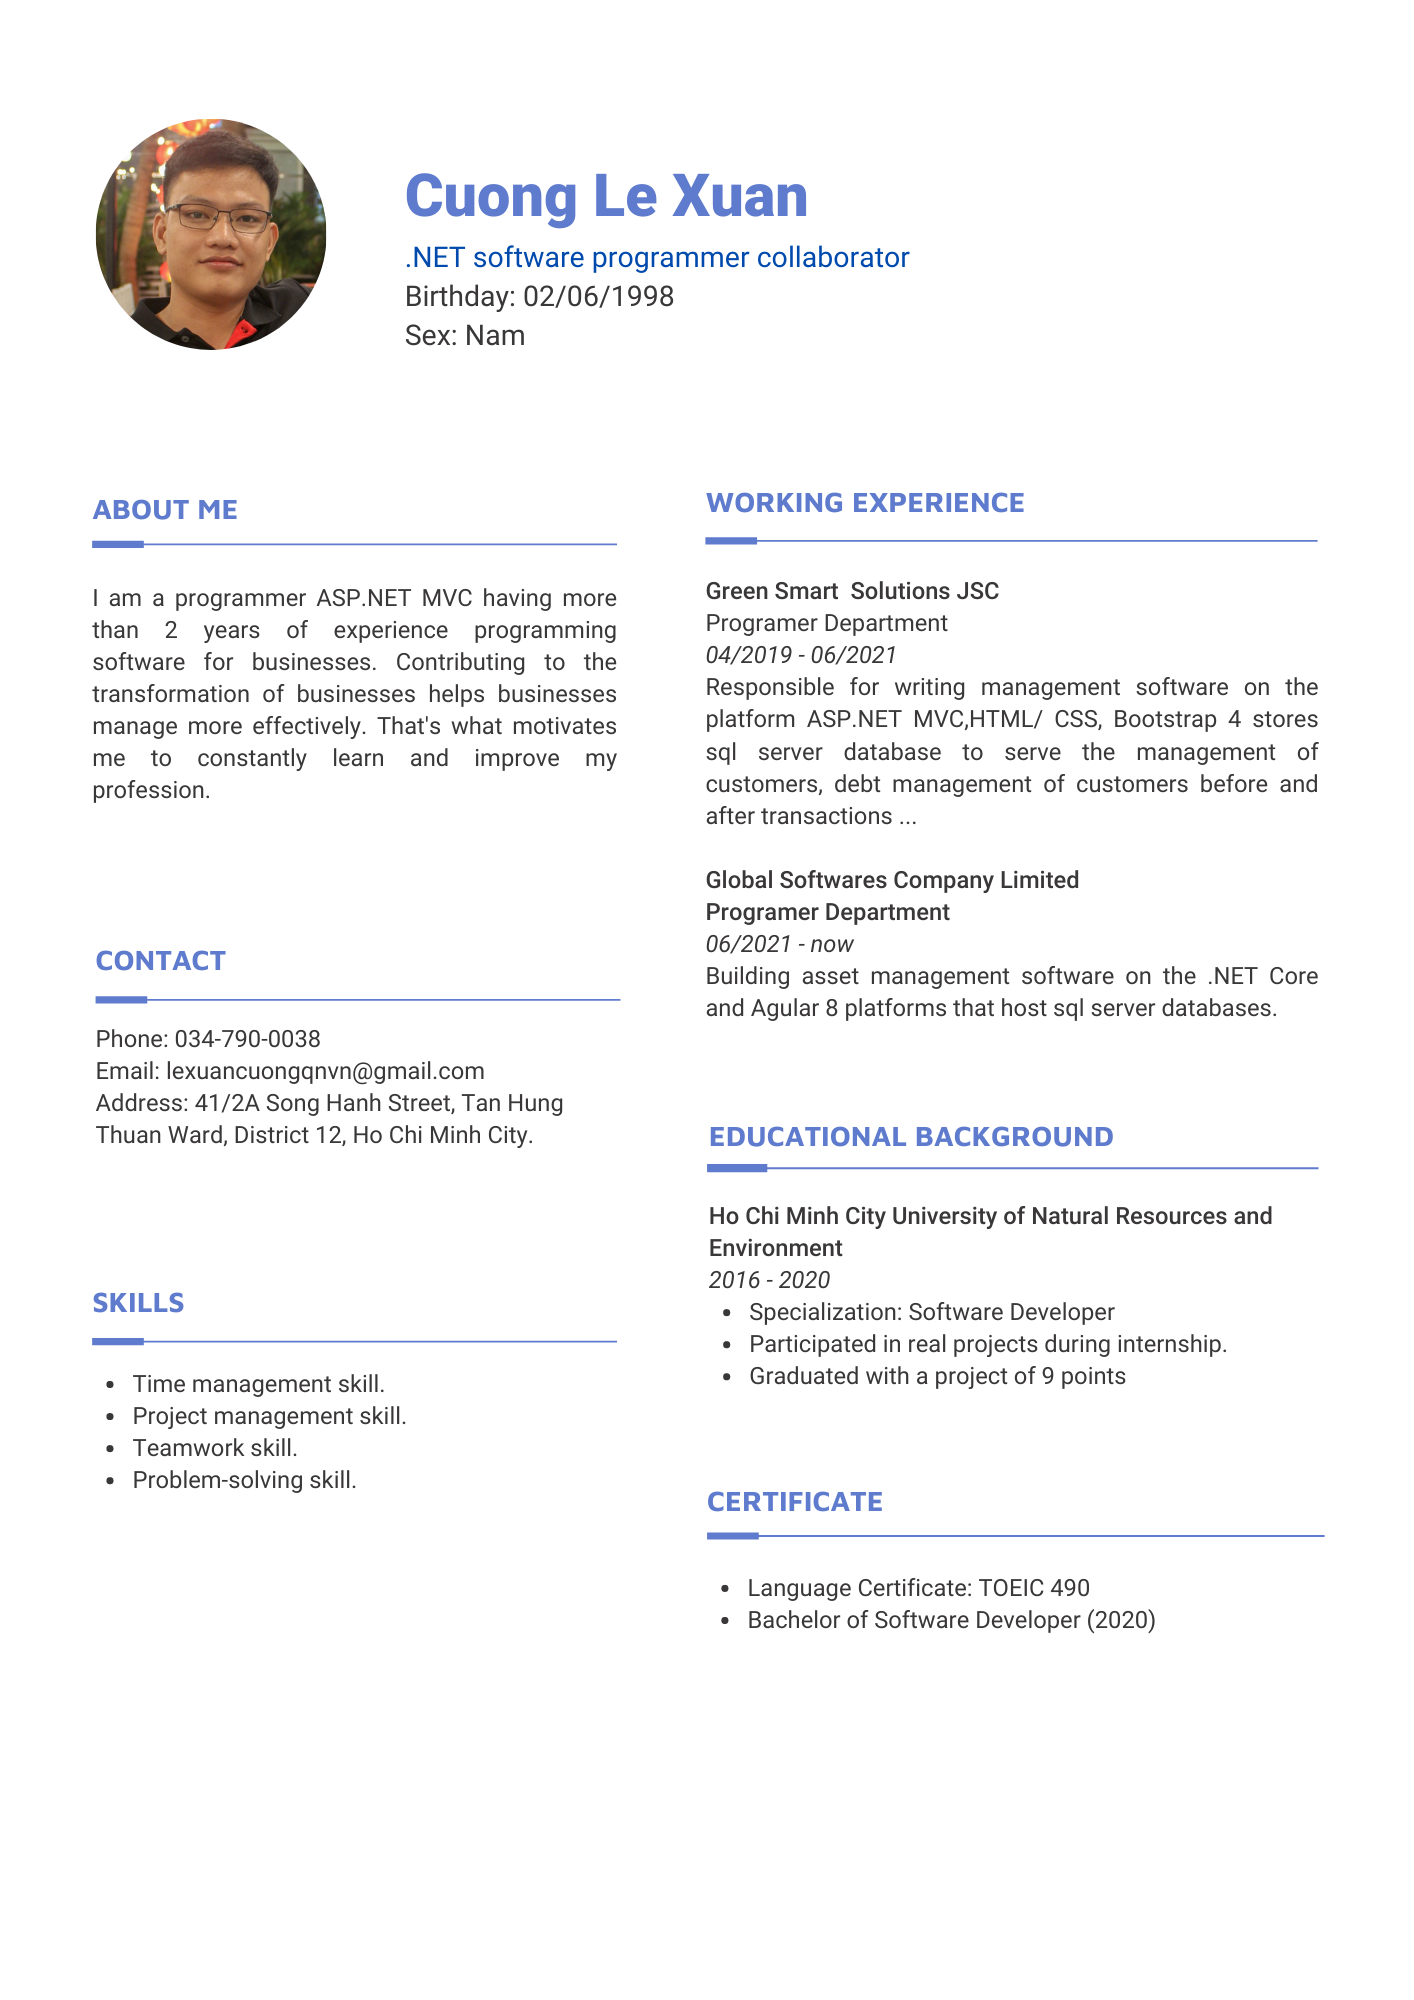 Cuong Le Xuan
.NET software programmer collaborator
Birthday: 02/06/1998
Sex: Nam
ABOUT ME
I am a programmer ASP.NET MVC having more
than 2 years of experience programming
software for businesses. Contributing to the
transformation of businesses helps businesses
manage more effectively. That's what motivates
me to constantly learn and improve my
profession.
CONTACT
Phone: 034-790-0038
Email: lexuancuongqnvn@gmail.com
Address: 41/2A Song Hanh Street, Tan Hung
Thuan Ward, District 12, Ho Chi Minh City.
SKILLS
• Time management skill.
• Project management skill.
• Teamwork skill.
• Problem-solving skill.
WORKING EXPERIENCE
Green Smart  Solutions JSC
Programer Department
04/2019 - 06/2021
Responsible for writing management software on the
platform ASP.NET MVC,HTML/ CSS, Bootstrap 4 stores
sql server database to serve the management of
customers, debt management of customers before and
after transactions ...
Global Softwares Company Limited
Programer Department
06/2021 - now
Building asset management software on the .NET Core
and Agular 8 platforms that host sql server databases.
EDUCATIONAL BACKGROUND
Ho Chi Minh City University of Natural Resources and
Environment
2016 - 2020
• Specialization: Software Developer
• Participated in real projects during internship.
• Graduated with a project of 9 points
CERTIFICATE
• Language Certificate: TOEIC 490
• Bachelor of Software Developer (2020)